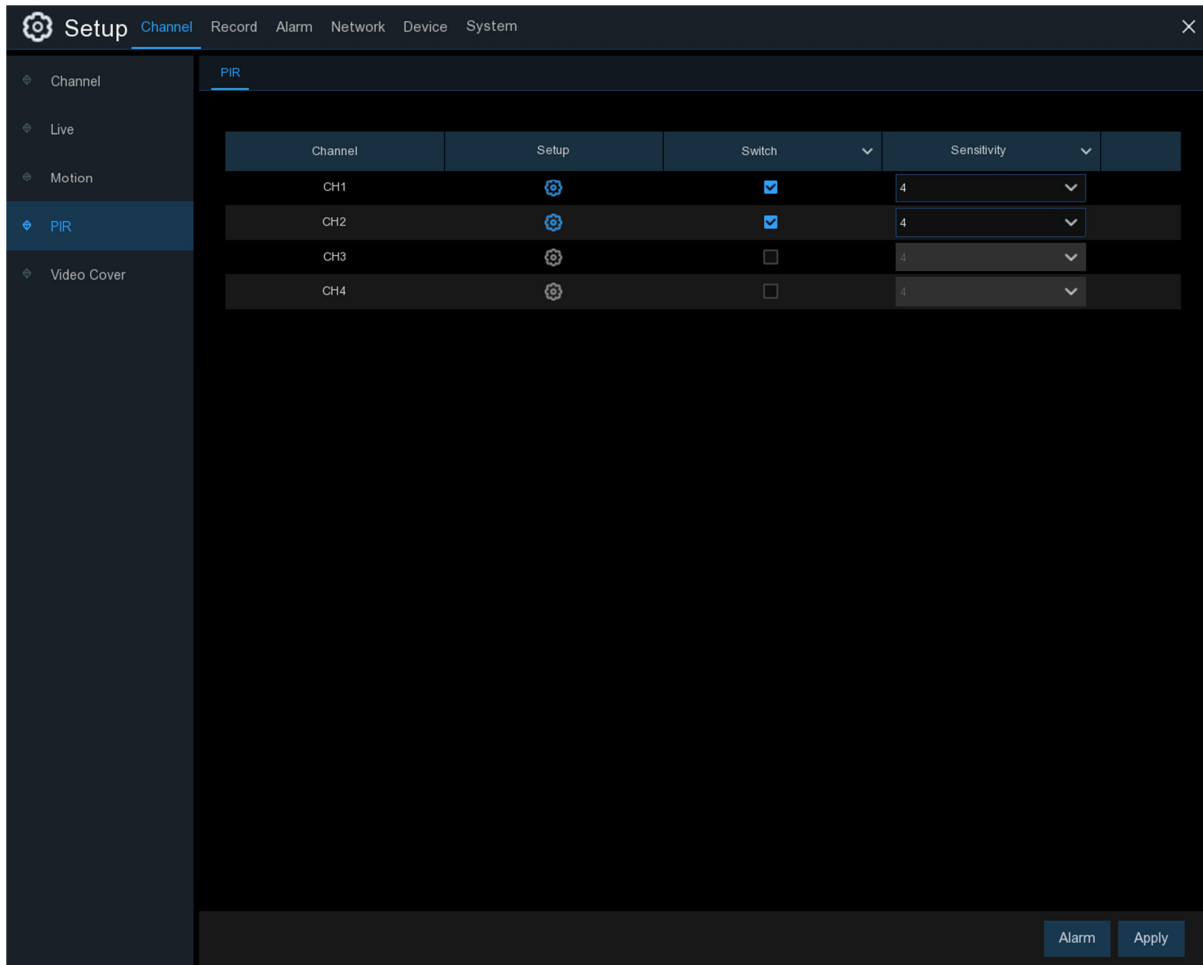 Setup Channel Record Alarm Network Device System
Channel
Live
Motion
PIR
Video Cover
PIR
Channel Setup Switch Sensitivity
CH1 4
CH2 4
CH3 4
CH4 4
Alarm Apply